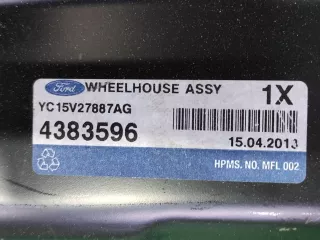 Ford WHEELHOUSE ASSY 1X
YC15V27887AG
4383596
15.04.2013
HPMS. NO. MFL 002